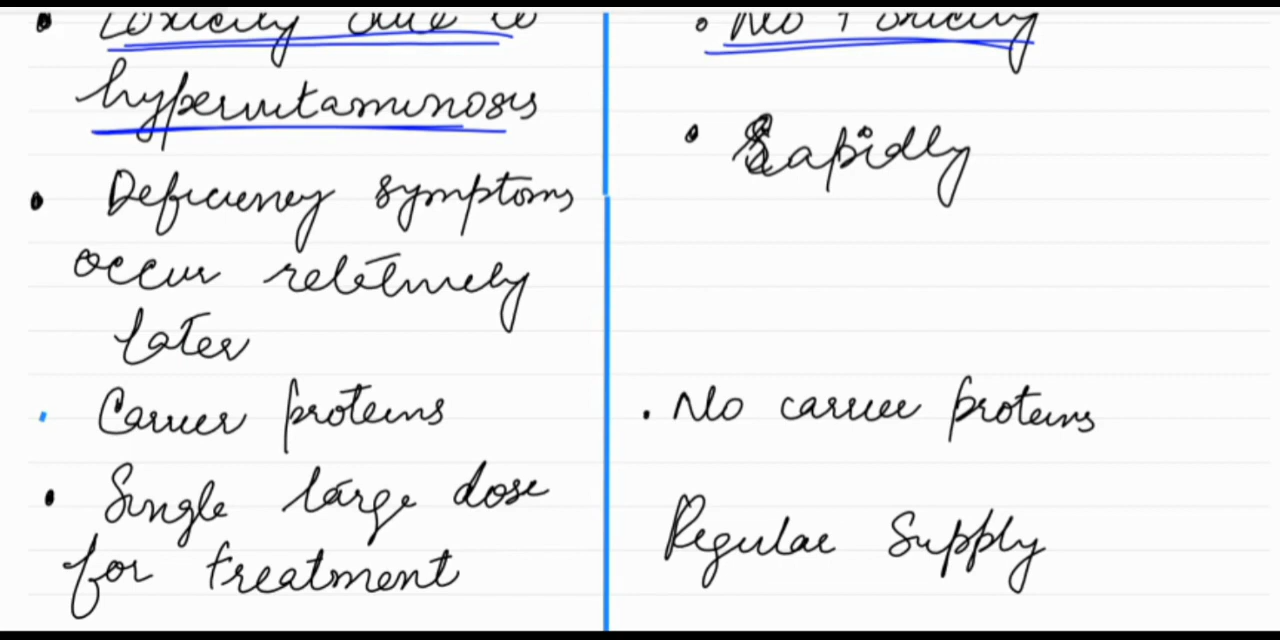 Toxicity due to
hypervitaminosis
Deficiency symptoms
occur relatively
later
Carrier proteins
Single large dose
for treatment
No Toxicity
Rapidly
No carrier proteins
Regular Supply